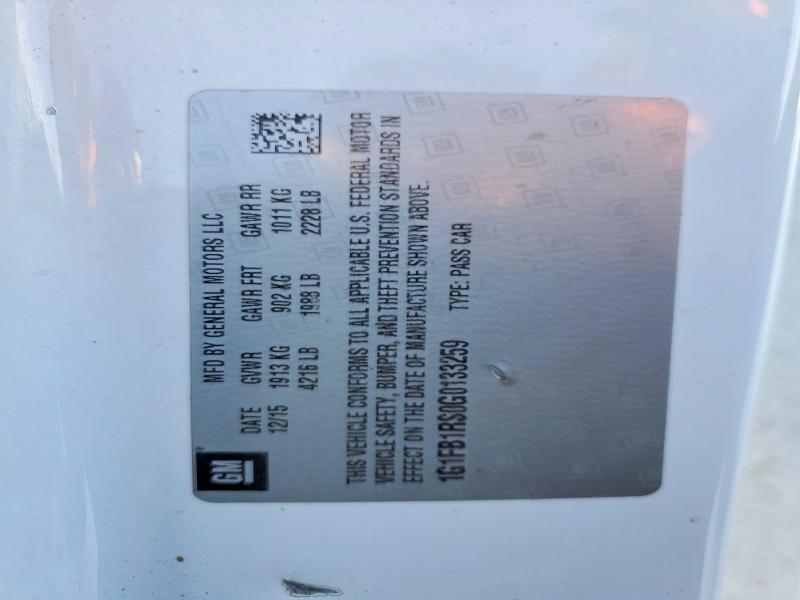 MFD BY GENERAL MOTORS LLC
DATE GVWR GAWR FRT GAWR RR
12/15 1913 KG 902 KG 1011 KG
4216 LB 1988 LB 2228 LB
GM
THIS VEHICLE CONFORMS TO ALL APPLICABLE U.S. FEDERAL MOTOR
VEHICLE SAFETY, BUMPER, AND THEFT PREVENTION STANDARDS IN
EFFECT ON THE DATE OF MANUFACTURE SHOWN ABOVE.
1G1FB1RS0G0133259 TYPE: PASS CAR